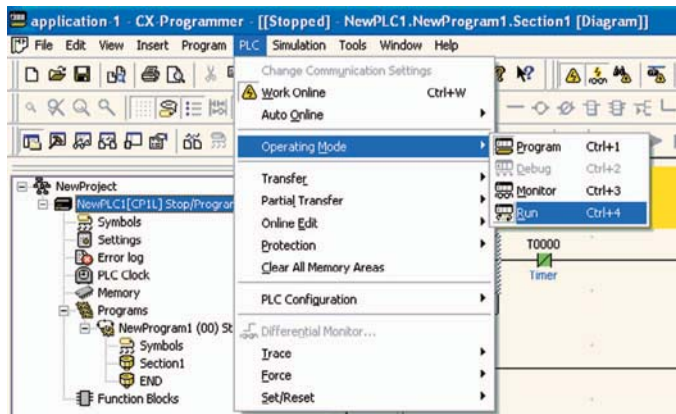 application-1 - CX-Programmer - [[Stopped] - NewPLC1.NewProgram1.Section1 [Diagram]]
File Edit View Insert Program PLC Simulation Tools Window Help
Change Communication Settings
Work Online Ctrl+W
Auto Online
Operating Mode
Program Ctrl+1
Debug Ctrl+2
Monitor Ctrl+3
Run Ctrl+4
Transfer
Partial Transfer
Online Edit
Protection
Clear All Memory Areas
PLC Configuration
Differential Monitor...
Trace
Force
Set/Reset
NewProject
NewPLC1[CP1L] Stop/Progra
Symbols
Settings
Error log
PLC Clock
Memory
Programs
NewProgram1 (00) St
Symbols
Section1
END
Function Blocks
T0000
Timer